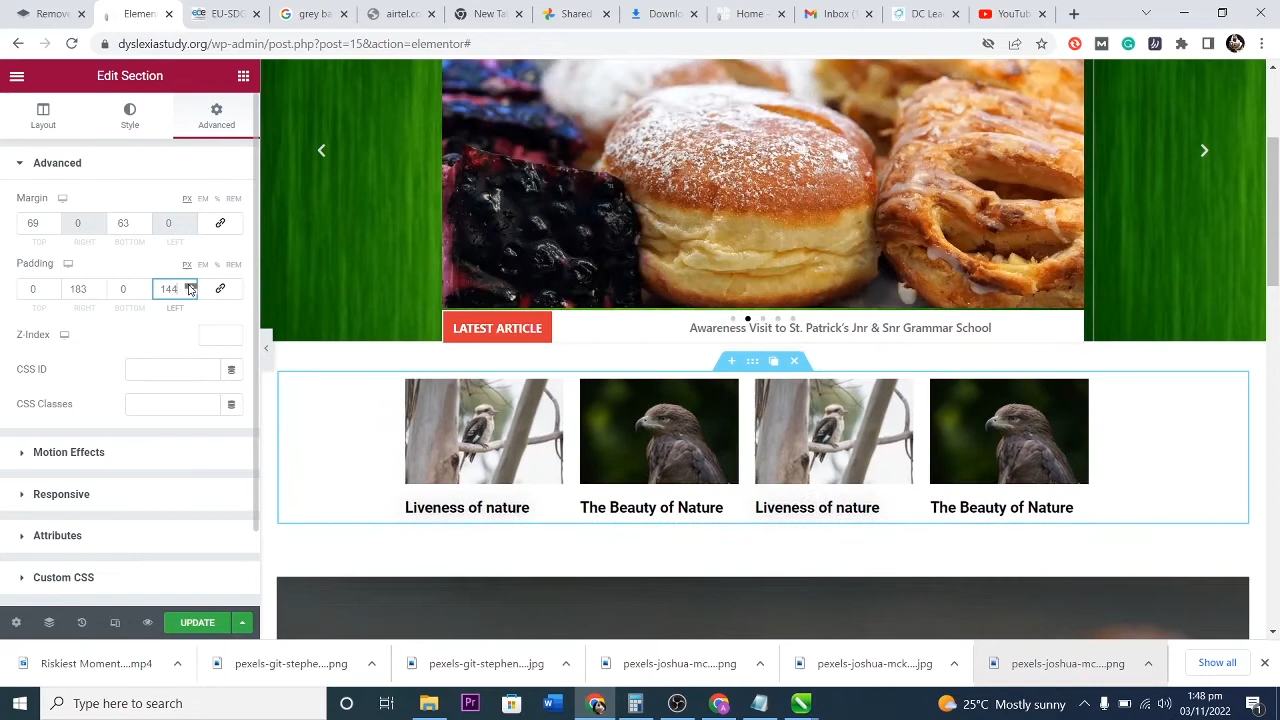 Elemen
EU-SDC
grey ba
airtel.co
New Ta
Shared
Downlo
Home
Inbox (
DC Lea
YouTub
dyslexiastudy.org/wp-admin/post.php?post=15&action=elementor#
Edit Section
Layout
Style
Advanced
Advanced
Margin
PX EM % REM
69 0 63 0
TOP RIGHT BOTTOM LEFT
Padding
PX EM % REM
0 183 0 144
TOP RIGHT BOTTOM LEFT
Z-Index
CSS ID
CSS Classes
Motion Effects
Responsive
Attributes
Custom CSS
UPDATE
LATEST ARTICLE
Awareness Visit to St. Patrick's Jnr & Snr Grammar School
Liveness of nature
The Beauty of Nature
Liveness of nature
The Beauty of Nature
Riskiest Moment....mp4
pexels-git-stephe....png
pexels-git-stephen....jpg
pexels-joshua-mc....png
pexels-joshua-mck....jpg
pexels-joshua-mc....png
Show all
Type here to search
25°C Mostly sunny
1:48 pm
03/11/2022